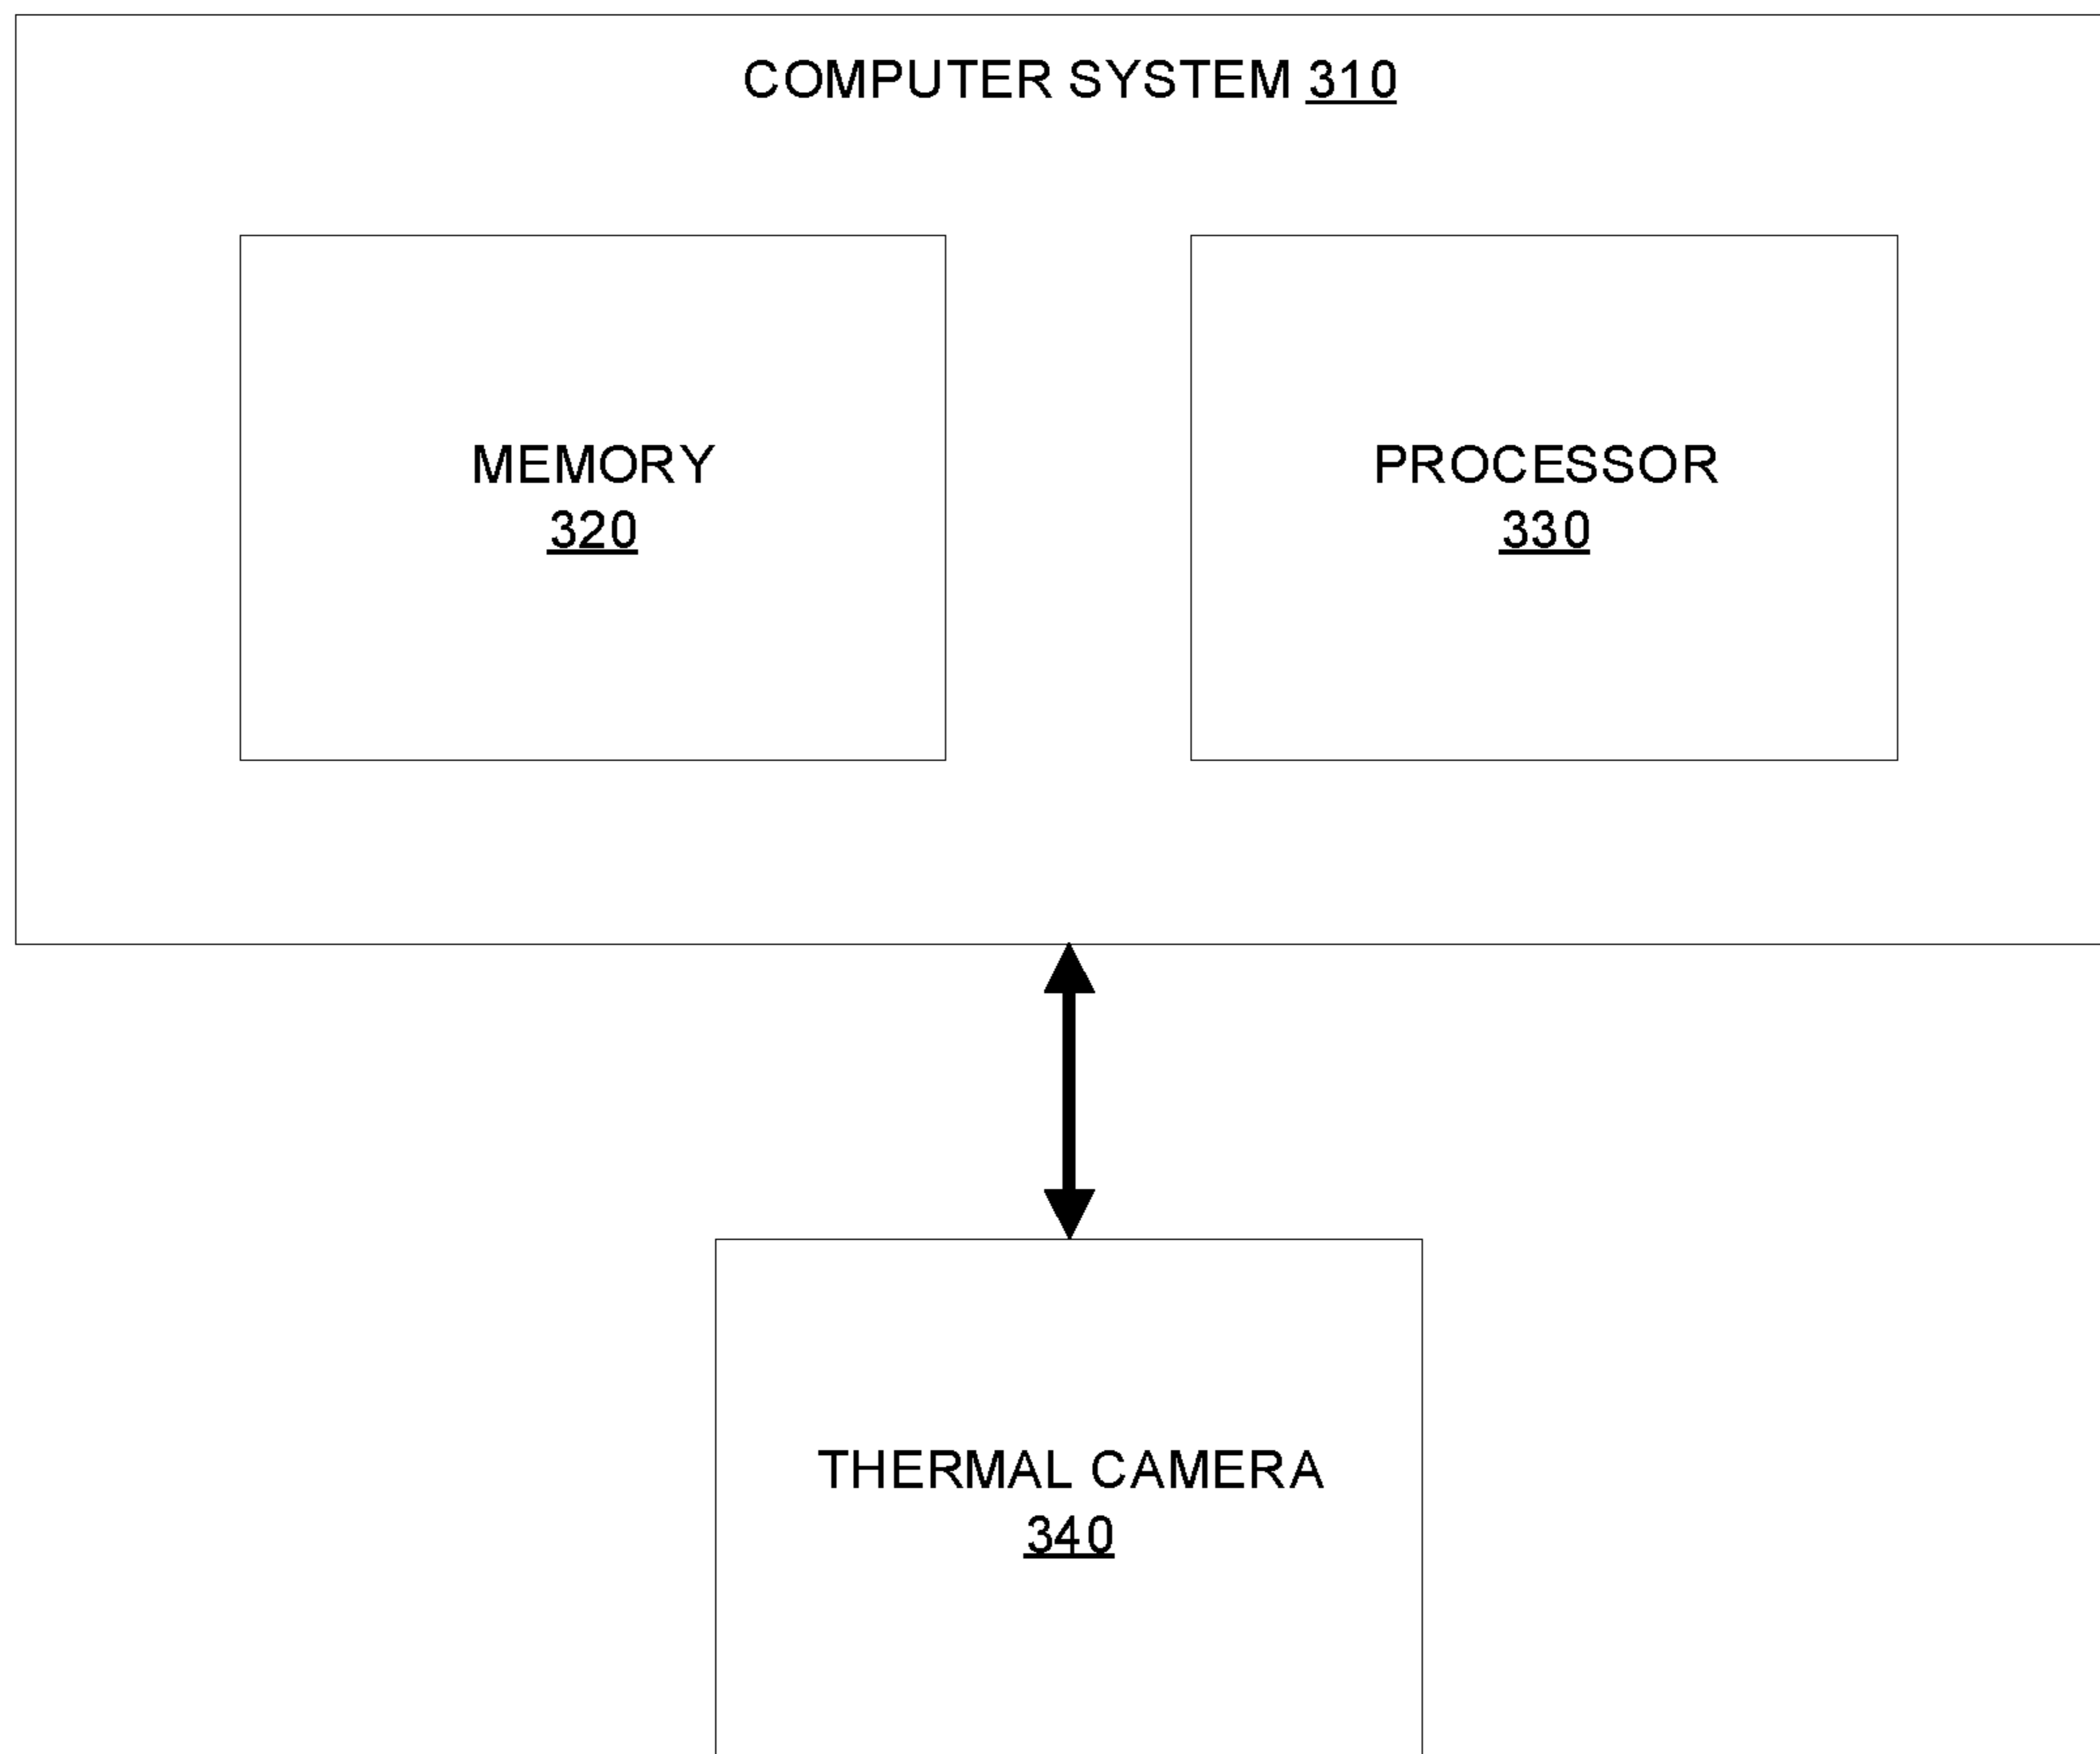 COMPUTER SYSTEM 310
MEMORY
320
PROCESSOR
330
THERMAL CAMERA
340